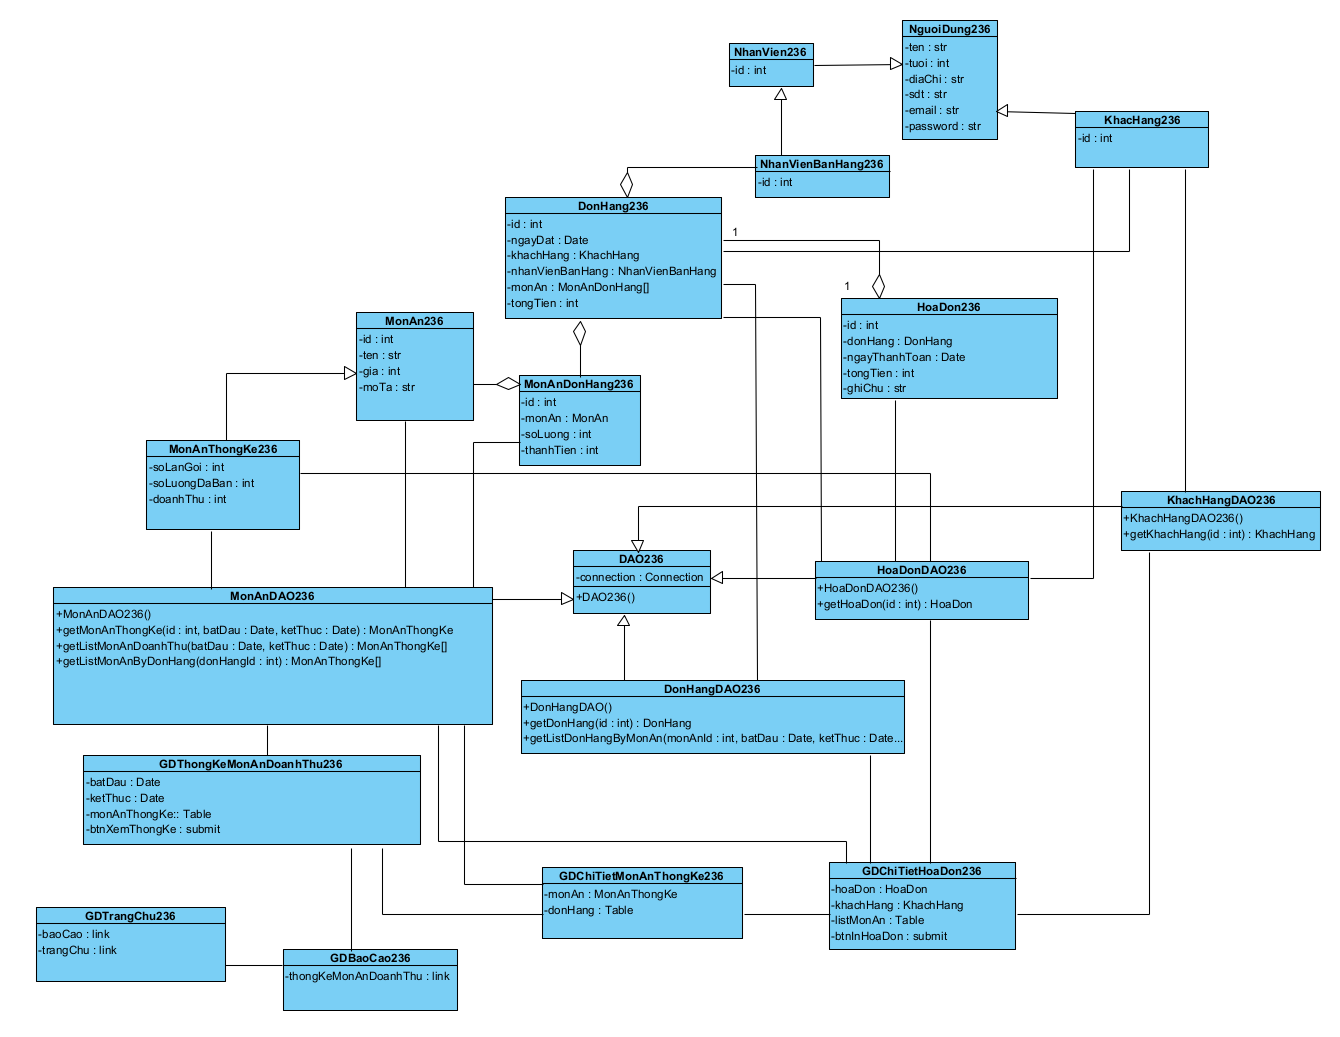 NguoiDung236
-ten : str
-tuoi : int
-diaChi : str
-sdt : str
-email : str
-password : str
NhanVien236
-id : int
KhacHang236
-id : int
NhanVienBanHang236
-id : int
DonHang236
-id : int
-ngayDat : Date
-khachHang : KhachHang
-nhanVienBanHang : NhanVienBanHang
-monAn : MonAnDonHang[]
-tongTien : int
1
1
HoaDon236
-id : int
-donHang : DonHang
-ngayThanhToan : Date
-tongTien : int
-ghiChu : str
MonAn236
-id : int
-ten : str
-gia : int
-moTa : str
MonAnDonHang236
-id : int
-monAn : MonAn
-soLuong : int
-thanhTien : int
MonAnThongKe236
-soLanGoi : int
-soLuongDaBan : int
-doanhThu : int
KhachHangDAO236
+KhachHangDAO236()
+getKhachHang(id : int) : KhachHang
DAO236
-connection : Connection
+DAO236()
HoaDonDAO236
+HoaDonDAO236()
+getHoaDon(id : int) : HoaDon
MonAnDAO236
+MonAnDAO236()
+getMonAnThongKe(id : int, batDau : Date, ketThuc : Date) : MonAnThongKe
+getListMonAnDoanhThu(batDau : Date, ketThuc : Date) : MonAnThongKe[]
+getListMonAnByDonHang(donHangId : int) : MonAnThongKe[]
DonHangDAO236
+DonHangDAO()
+getDonHang(id : int) : DonHang
+getListDonHangByMonAn(monAnId : int, batDau : Date, ketThuc : Date...
GDThongKeMonAnDoanhThu236
-batDau : Date
-ketThuc : Date
-monAnThongKe:: Table
-btnXemThongKe : submit
GDChiTietMonAnThongKe236
-monAn : MonAnThongKe
-donHang : Table
GDChiTietHoaDon236
-hoaDon : HoaDon
-khachHang : KhachHang
-listMonAn : Table
-btnInHoaDon : submit
GDTrangChu236
-baoCao : link
-trangChu : link
GDBaoCao236
-thongKeMonAnDoanhThu : link